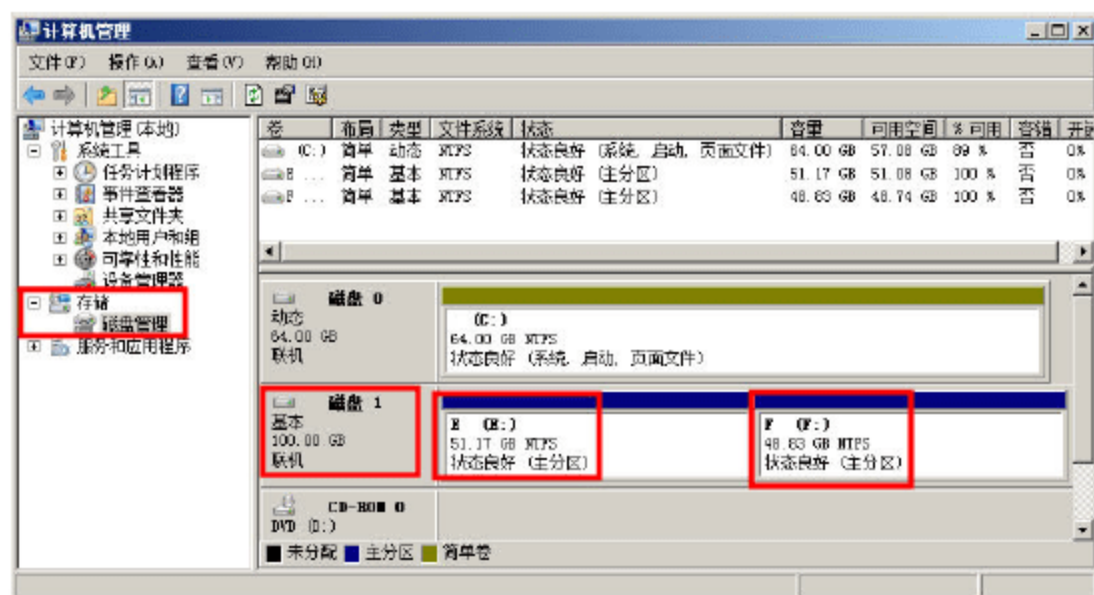 计算机管理
文件(F) 操作(A) 查看(V) 帮助(H)
计算机管理(本地)
系统工具
任务计划程序
事件查看器
共享文件夹
本地用户和组
可靠性和性能
设备管理器
存储
磁盘管理
服务和应用程序
卷 布局 类型 文件系统 状态 容量 可用空间 % 可用 容错 开销
(C:) 简单 动态 NTFS 状态良好 (系统, 启动, 页面文件) 64.00 GB 57.08 GB 89 % 否 0%
E ... 简单 基本 NTFS 状态良好 (主分区) 51.17 GB 51.08 GB 100 % 否 0%
F ... 简单 基本 NTFS 状态良好 (主分区) 48.83 GB 48.74 GB 100 % 否 0%
磁盘 0
动态
64.00 GB
联机
(C:)
64.00 GB NTFS
状态良好 (系统, 启动, 页面文件)
磁盘 1
基本
100.00 GB
联机
E (E:)
51.17 GB NTFS
状态良好 (主分区)
F (F:)
48.83 GB NTFS
状态良好 (主分区)
CD-ROM 0
DVD (D:)
未分配 主分区 简单卷